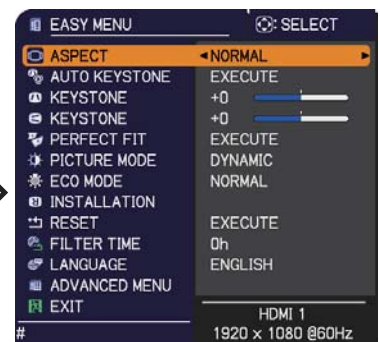 EASY MENU : SELECT
ASPECT NORMAL
AUTO KEYSTONE EXECUTE
KEYSTONE +0
KEYSTONE +0
PERFECT FIT EXECUTE
PICTURE MODE DYNAMIC
ECO MODE NORMAL
INSTALLATION
RESET EXECUTE
FILTER TIME 0h
LANGUAGE ENGLISH
ADVANCED MENU
EXIT
HDMI 1
# 1920 x 1080 @60Hz